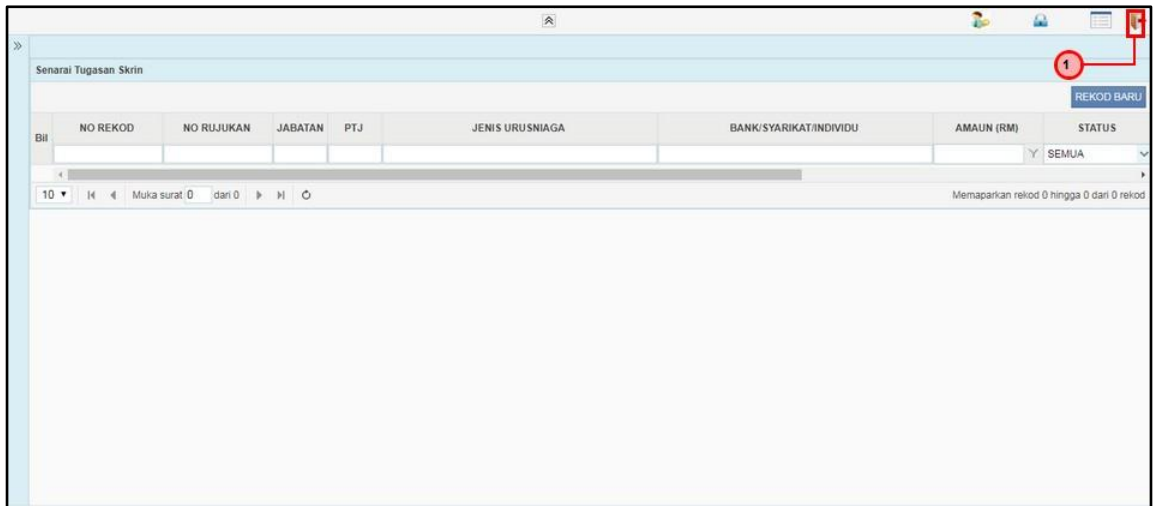 1
Senarai Tugasan Skrin
REKOD BARU
Bil NO REKOD NO RUJUKAN JABATAN PTJ JENIS URUSNIAGA BANK/SYARIKAT/INDIVIDU AMAUN (RM) STATUS
SEMUA
10 Muka surat 0 dari 0 Memaparkan rekod 0 hingga 0 dari 0 rekod